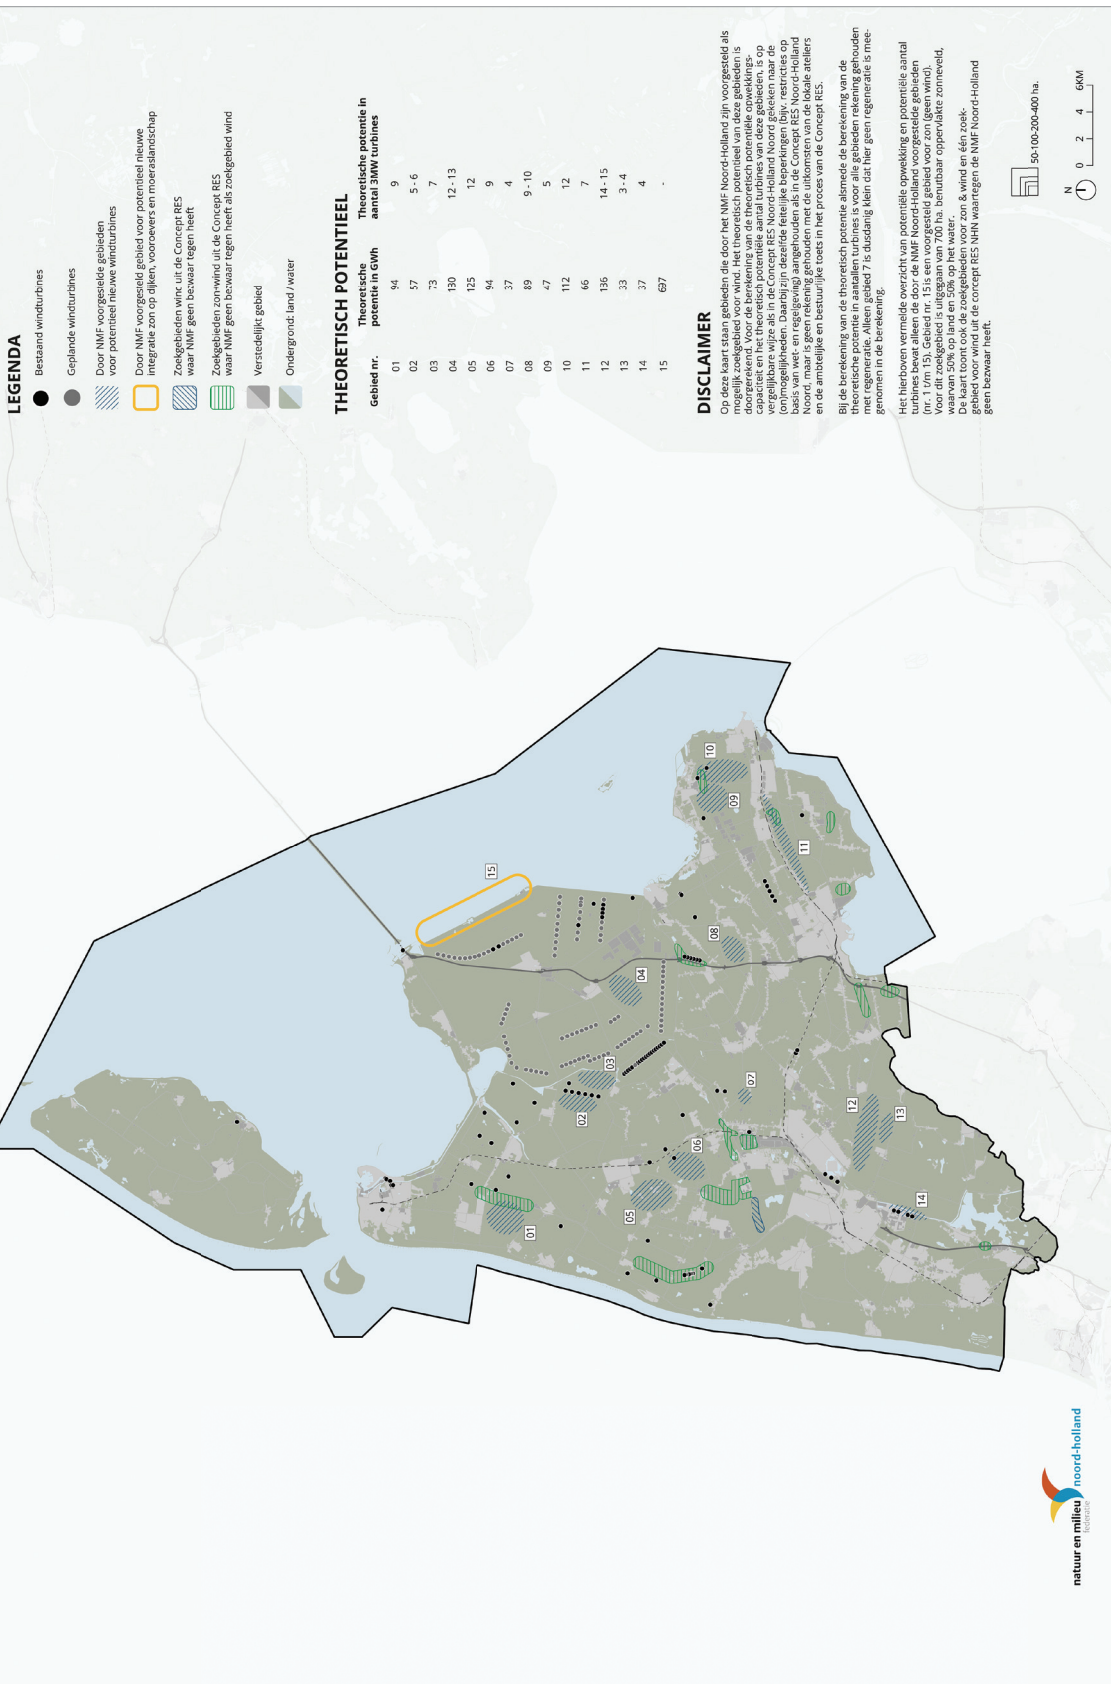 LEGENDA
Bestaand windturbines
Geplande windturbines
Door NMF voorgestelde gebieden
voor potentieel nieuwe windturbines
Door NMF voorgesteld gebied voor potentieel nieuwe
integratie zon op dijken, vooroevers en moeraslandschap
Zoekgebieden wind uit de Concept RES
waar NMF geen bezwaar tegen heeft
Zoekgebieden zon+wind uit de Concept RES
waar NMF geen bezwaar tegen heeft als zoekgebied wind
Verstedelijkt gebied
Ondergrond: land / water
THEORETISCH POTENTIEEL
Gebied nr. Theoretische potentie in GWh Theoretische potentie in aantal 3MW turbines
01 94 9
02 57 5 - 6
03 73 7
04 130 12 - 13
05 125 12
06 94 9
07 37 4
08 89 9 - 10
09 47 5
10 112 12
11 66 7
12 136 14 - 15
13 33 3 - 4
14 37 4
15 697 -
DISCLAIMER
Op deze kaart staan gebieden die door het NMF Noord-Holland zijn voorgesteld als
mogelijk zoekgebied voor wind. Het theoretisch potentieel van deze gebieden is
doorgerekend. Voor de berekening van de theoretisch potentiële opwekkings-
capaciteit en het theoretisch potentiële aantal turbines van deze gebieden, is op
vergelijkbare wijze als in de Concept RES Noord-Holland Noord gekeken naar de
(on)mogelijkheden. Daarbij zijn dezelfde feitelijke beperkingen (bijv. restricties op
basis van wet- en regelgeving) aangehouden als in de Concept RES Noord-Holland
Noord, maar is geen rekening gehouden met de uitkomsten van de lokale ateliers
en de ambtelijke en bestuurlijke toets in het proces van de Concept RES.
Bij de berekening van de theoretisch potentie alsmede de berekening van de
theoretische potentie in aantallen turbines is voor alle gebieden rekening gehouden
met regeneratie. Alleen gebied 7 is dusdanig klein dat hier geen regeneratie is mee-
genomen in de berekening.
Het hierboven vermelde overzicht van potentiële opwekking en potentiële aantal
turbines bevat alleen de door de NMF Noord-Holland voorgestelde gebieden
(nr. 1 t/m 15). Gebied nr. 15 is een voorgesteld gebied voor zon (geen wind).
Voor dit zoekgebied is uitgegaan van 700 ha. benutbaar oppervlakte zonneveld,
waarvan 50% op land en 50% op het water.
De kaart toont ook de zoekgebieden voor zon & wind en één zoek-
gebied voor wind uit de concept RES NHN waartegen de NMF Noord-Holland
geen bezwaar heeft.
50-100-200-400 ha.
N
0 2 4 6KM
15
10
09
11
08
04
03
02
07
06
05
01
12
13
14
natuur en milieu noord-holland
federatie